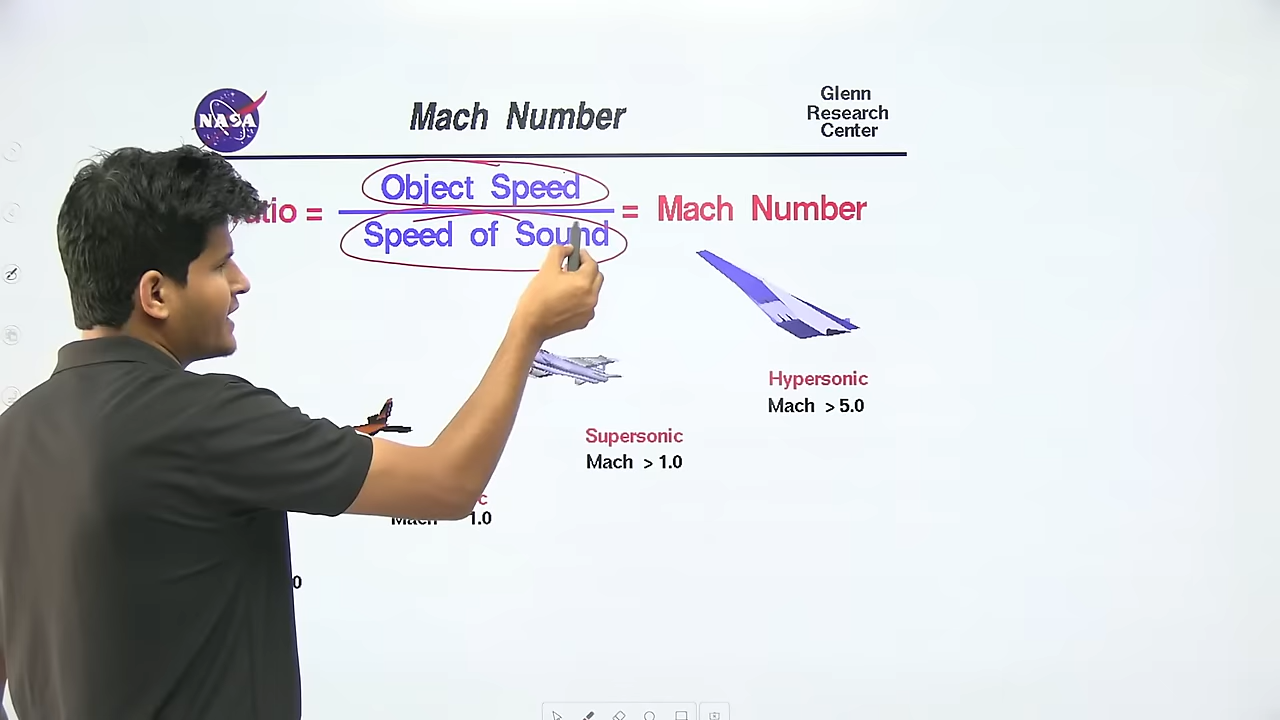 NASA
Mach Number
Glenn
Research
Center
= Object Speed
Speed of Sound = Mach Number
Hypersonic
Mach > 5.0
Supersonic
Mach > 1.0
Mach 1.0